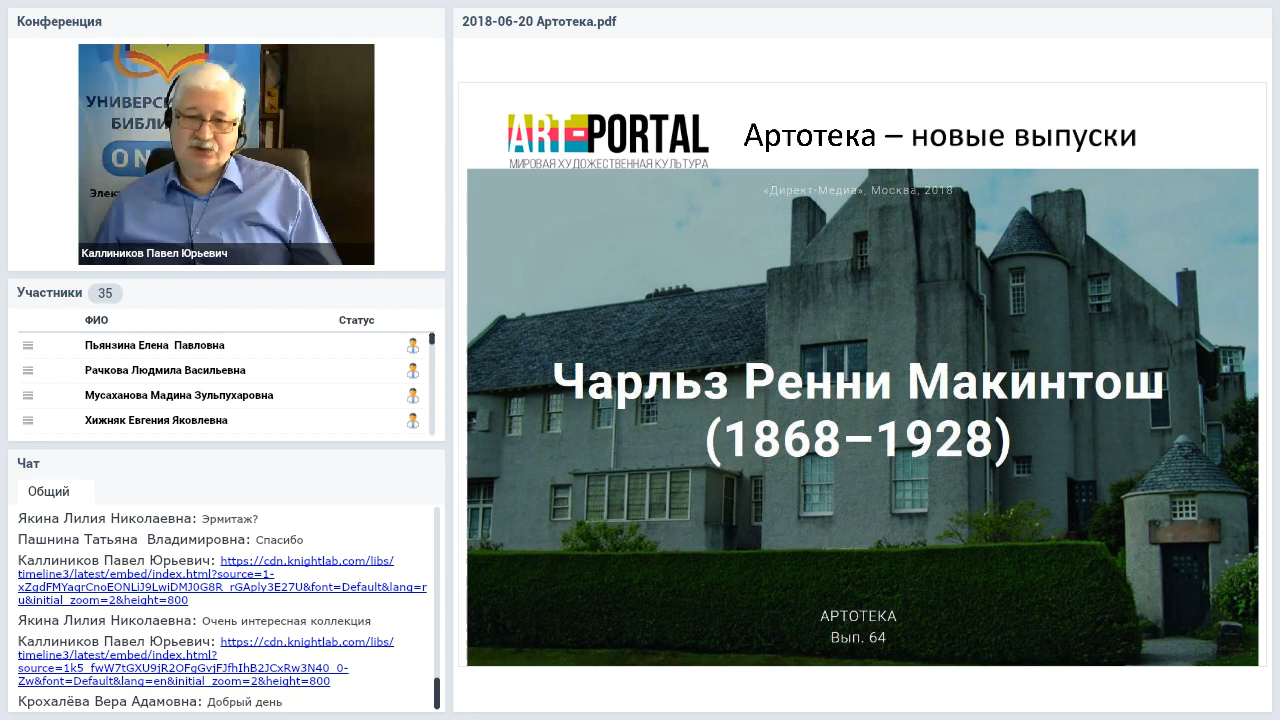 Конференция
УНИВЕРС
БИБЛИ
ON
Элек
Каллиников Павел Юрьевич
Участники 35
ФИО Статус
Пьянзина Елена Павловна
Рачкова Людмила Васильевна
Мусаханова Мадина Зульпухаровна
Хижняк Евгения Яковлевна
Чат
Общий
Якина Лилия Николаевна: Эрмитаж?
Пашнина Татьяна Владимировна: Спасибо
Каллиников Павел Юрьевич: https://cdn.knightlab.com/libs/
timeline3/latest/embed/index.html?source=1-
xZgdFMYaqrCnoEONLiJ9LwiDMJ0G8R_rGAply3E27U&font=Default&lang=r
u&initial_zoom=2&height=800
Якина Лилия Николаевна: Очень интересная коллекция
Каллиников Павел Юрьевич: https://cdn.knightlab.com/libs/
timeline3/latest/embed/index.html?
source=1k5_fwW7tGXU9jR2OFqGvjFJfhIhB2JCxRw3N40_0-
Zw&font=Default&lang=en&initial_zoom=2&height=800
Крохалёва Вера Адамовна: Добрый день
2018-06-20 Артотека.pdf
ART-PORTAL
МИРОВАЯ ХУДОЖЕСТВЕННАЯ КУЛЬТУРА
Артотека – новые выпуски
«Директ-Медиа», Москва, 2018
Чарльз Ренни Макинтош
(1868–1928)
АРТОТЕКА
Вып. 64